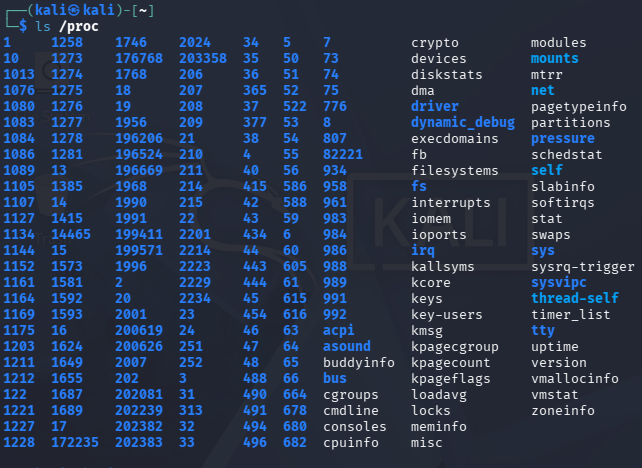 ┌──(kali㉿kali)-[~]
└─$ ls /proc
1 1258 1746 2024 34 5 7 crypto modules
10 1273 176768 203358 35 50 73 devices mounts
1013 1274 1768 206 36 51 74 diskstats mtrr
1076 1275 18 207 365 52 75 dma net
1080 1276 19 208 37 522 776 driver pagetypeinfo
1083 1277 1956 209 377 53 8 dynamic_debug partitions
1084 1278 196206 21 38 54 807 execdomains pressure
1086 1281 196524 210 4 55 82221 fb schedstat
1089 13 196669 211 40 56 934 filesystems self
1105 1385 1968 214 415 586 958 fs slabinfo
1107 14 1990 215 42 588 961 interrupts softirqs
1127 1415 1991 22 43 59 983 iomem stat
1134 14465 199411 2201 434 6 984 ioports swaps
1144 15 199571 2214 44 60 986 irq sys
1152 1573 1996 2223 443 605 988 kallsyms sysrq-trigger
1161 1581 2 2229 444 61 989 kcore sysvipc
1164 1592 20 2234 45 615 991 keys thread-self
1169 1593 2001 23 454 616 992 key-users timer_list
1175 16 200619 24 46 63 acpi kmsg tty
1203 1624 200626 251 47 64 asound kpagecgroup uptime
1211 1649 2007 252 48 65 buddyinfo kpagecount version
1212 1655 202 3 488 66 bus kpageflags vmallocinfo
122 1687 202081 31 490 664 cgroups loadavg vmstat
1221 1689 202239 313 491 678 cmdline locks zoneinfo
1227 17 202382 32 494 680 consoles meminfo
1228 172235 202383 33 496 682 cpuinfo misc
KALI